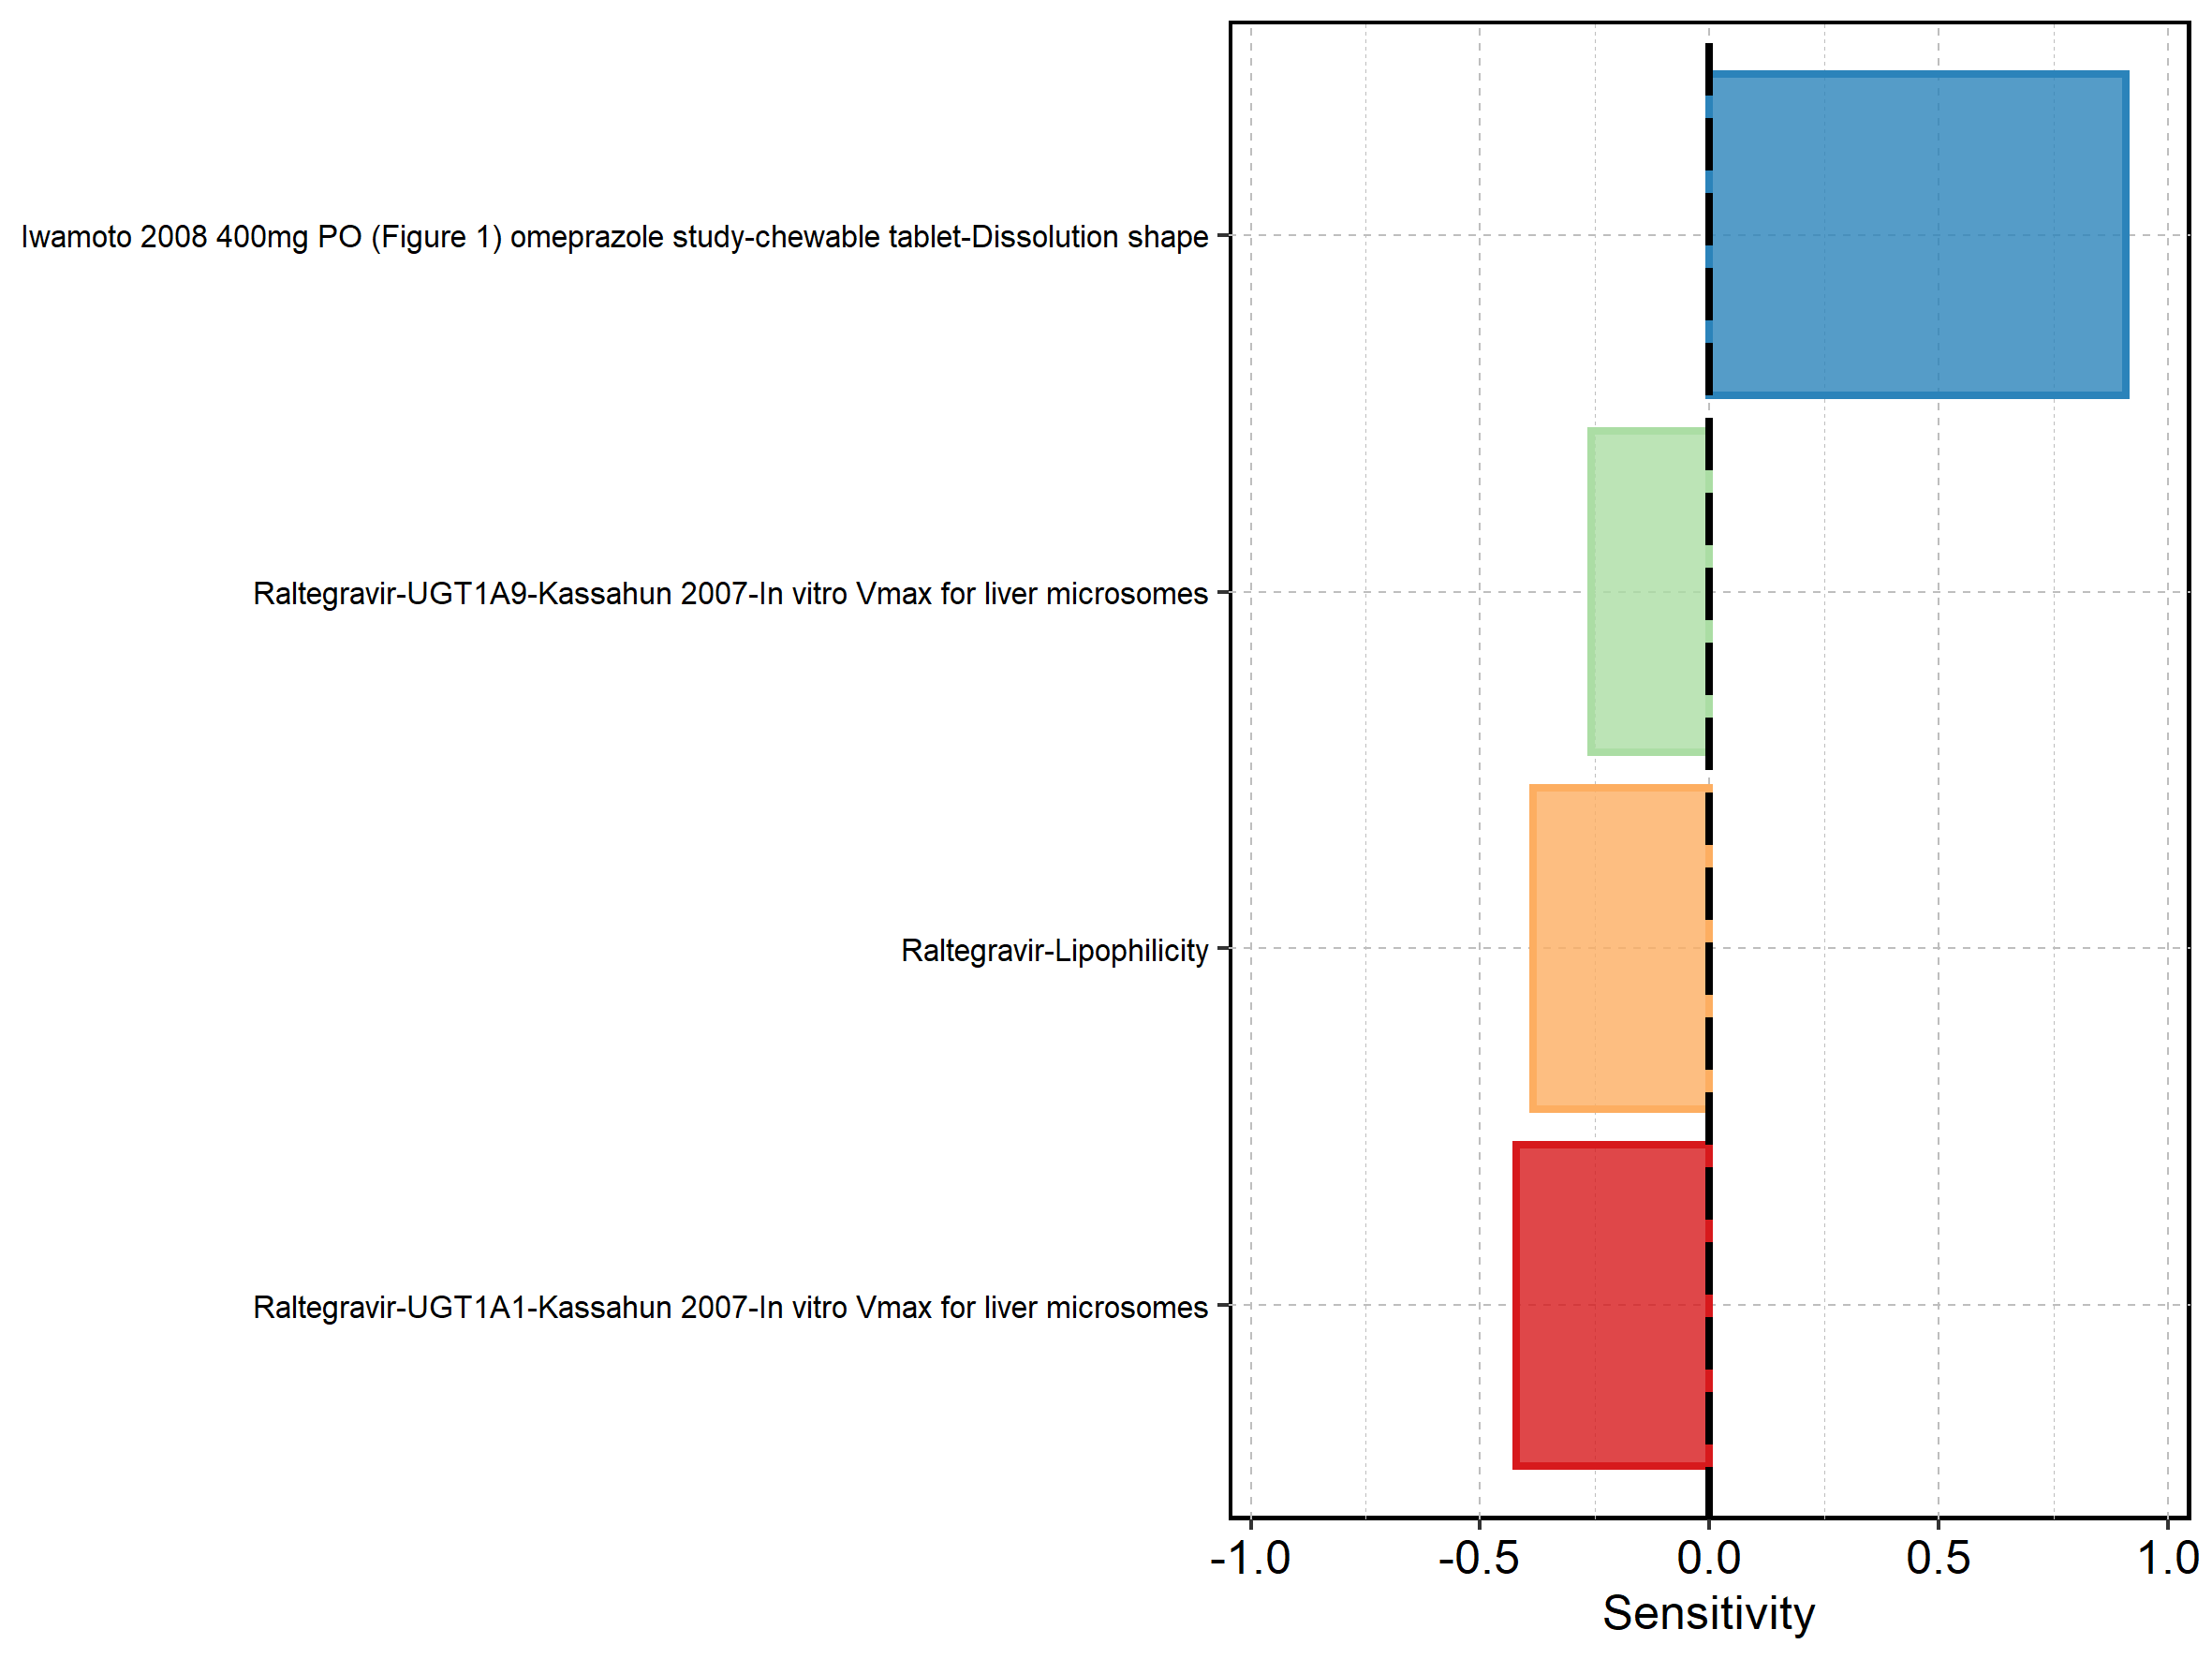 Iwamoto 2008 400mg PO (Figure 1) omeprazole study-chewable tablet-Dissolution shape
Raltegravir-UGT1A9-Kassahun 2007-In vitro Vmax for liver microsomes
Raltegravir-Lipophilicity
Raltegravir-UGT1A1-Kassahun 2007-In vitro Vmax for liver microsomes
-1.0 -0.5 0.0 0.5 1.0
Sensitivity